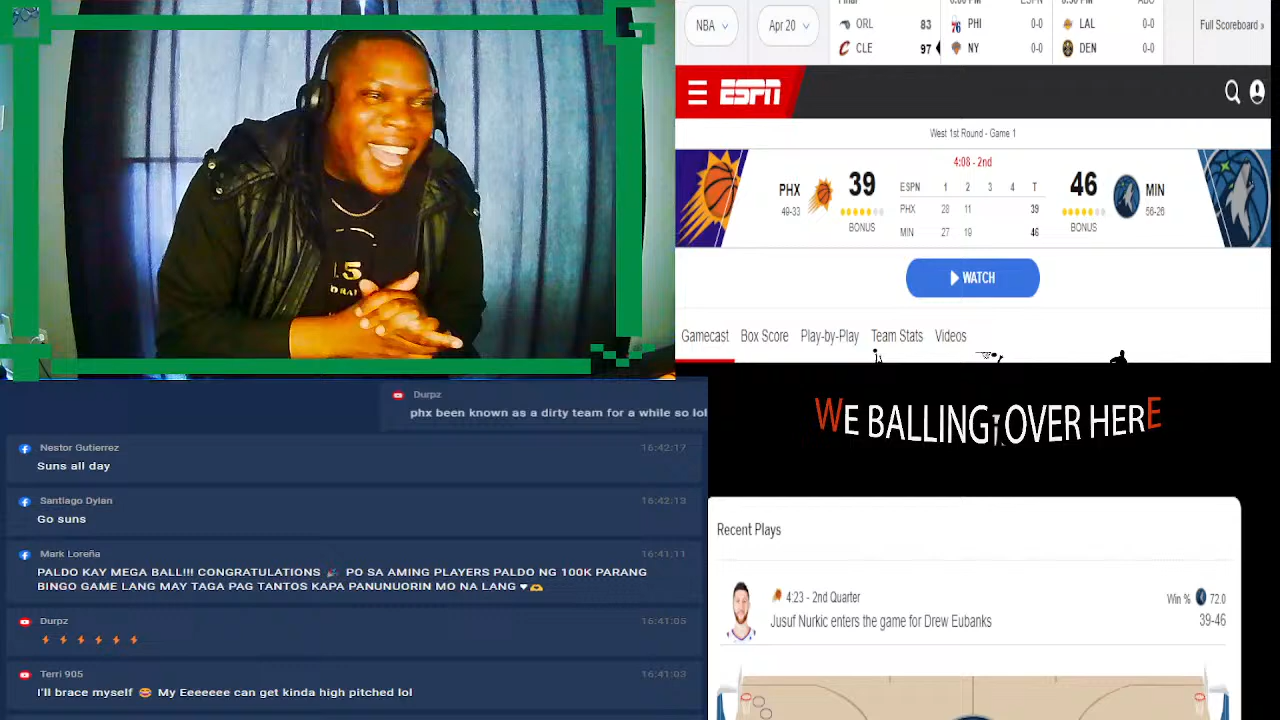 NBA
Apr 20
ORL 83
CLE 97
PHI 0-0
NY 0-0
LAL 0-0
DEN 0-0
Full Scoreboard »
ESPN
West 1st Round - Game 1
4:08 - 2nd
PHX 39
49-33
BONUS
ESPN 1 2 3 4 T
PHX 28 11 39
MIN 27 19 46
46 MIN
56-26
BONUS
WATCH
Gamecast Box Score Play-by-Play Team Stats Videos
.5
Durpz
phx been known as a dirty team for a while so lol
Nestor Gutierrez 16:42:17
Suns all day
Santiago Dylan 16:42:13
Go suns
Mark Loreña 16:41:11
PALDO KAY MEGA BALL!!! CONGRATULATIONS 🎉 PO SA AMING PLAYERS PALDO NG 100K PARANG
BINGO GAME LANG MAY TAGA PAG TANTOS KAPA PANUNUORIN MO NA LANG ❤🫶
Durpz 16:41:05
⚡ ⚡ ⚡ ⚡ ⚡ ⚡
Terri 905 16:41:03
I'll brace myself 😂 My Eeeeeee can get kinda high pitched lol
WE BALLING OVER HERE
Recent Plays
4:23 - 2nd Quarter
Jusuf Nurkic enters the game for Drew Eubanks
Win % 72.0
39-46